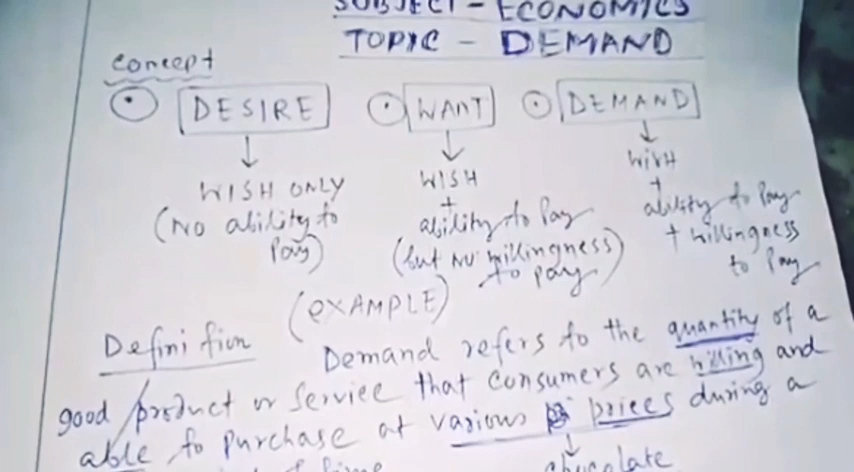 SUBJECT - ECONOMICS
TOPIC - DEMAND
Concept
DESIRE WANT DEMAND
WISH ONLY
(NO ability to
Pay)
WISH
+
ability to Pay
(but NO willingness)
to pay
WISH
+
ability to Pay
+ willingness
to Pay
(EXAMPLE)
Definition
Demand refers to the quantity of a
good/product or service that consumers are willing and
able to purchase at various prices during a
chocolate